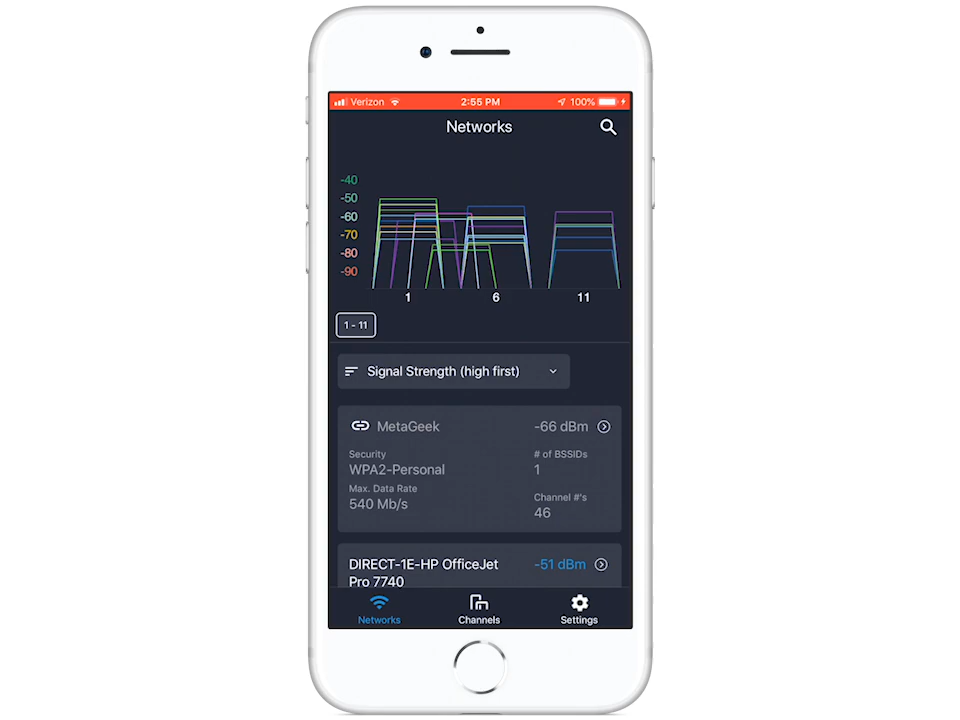 Verizon 2:55 PM 100%
Networks
-40
-50
-60
-70
-80
-90
1 6 11
1 - 11
Signal Strength (high first)
MetaGeek -66 dBm
Security # of BSSIDs
WPA2-Personal 1
Max. Data Rate Channel #'s
540 Mb/s 46
DIRECT-1E-HP OfficeJet -51 dBm
Pro 7740
Networks Channels Settings